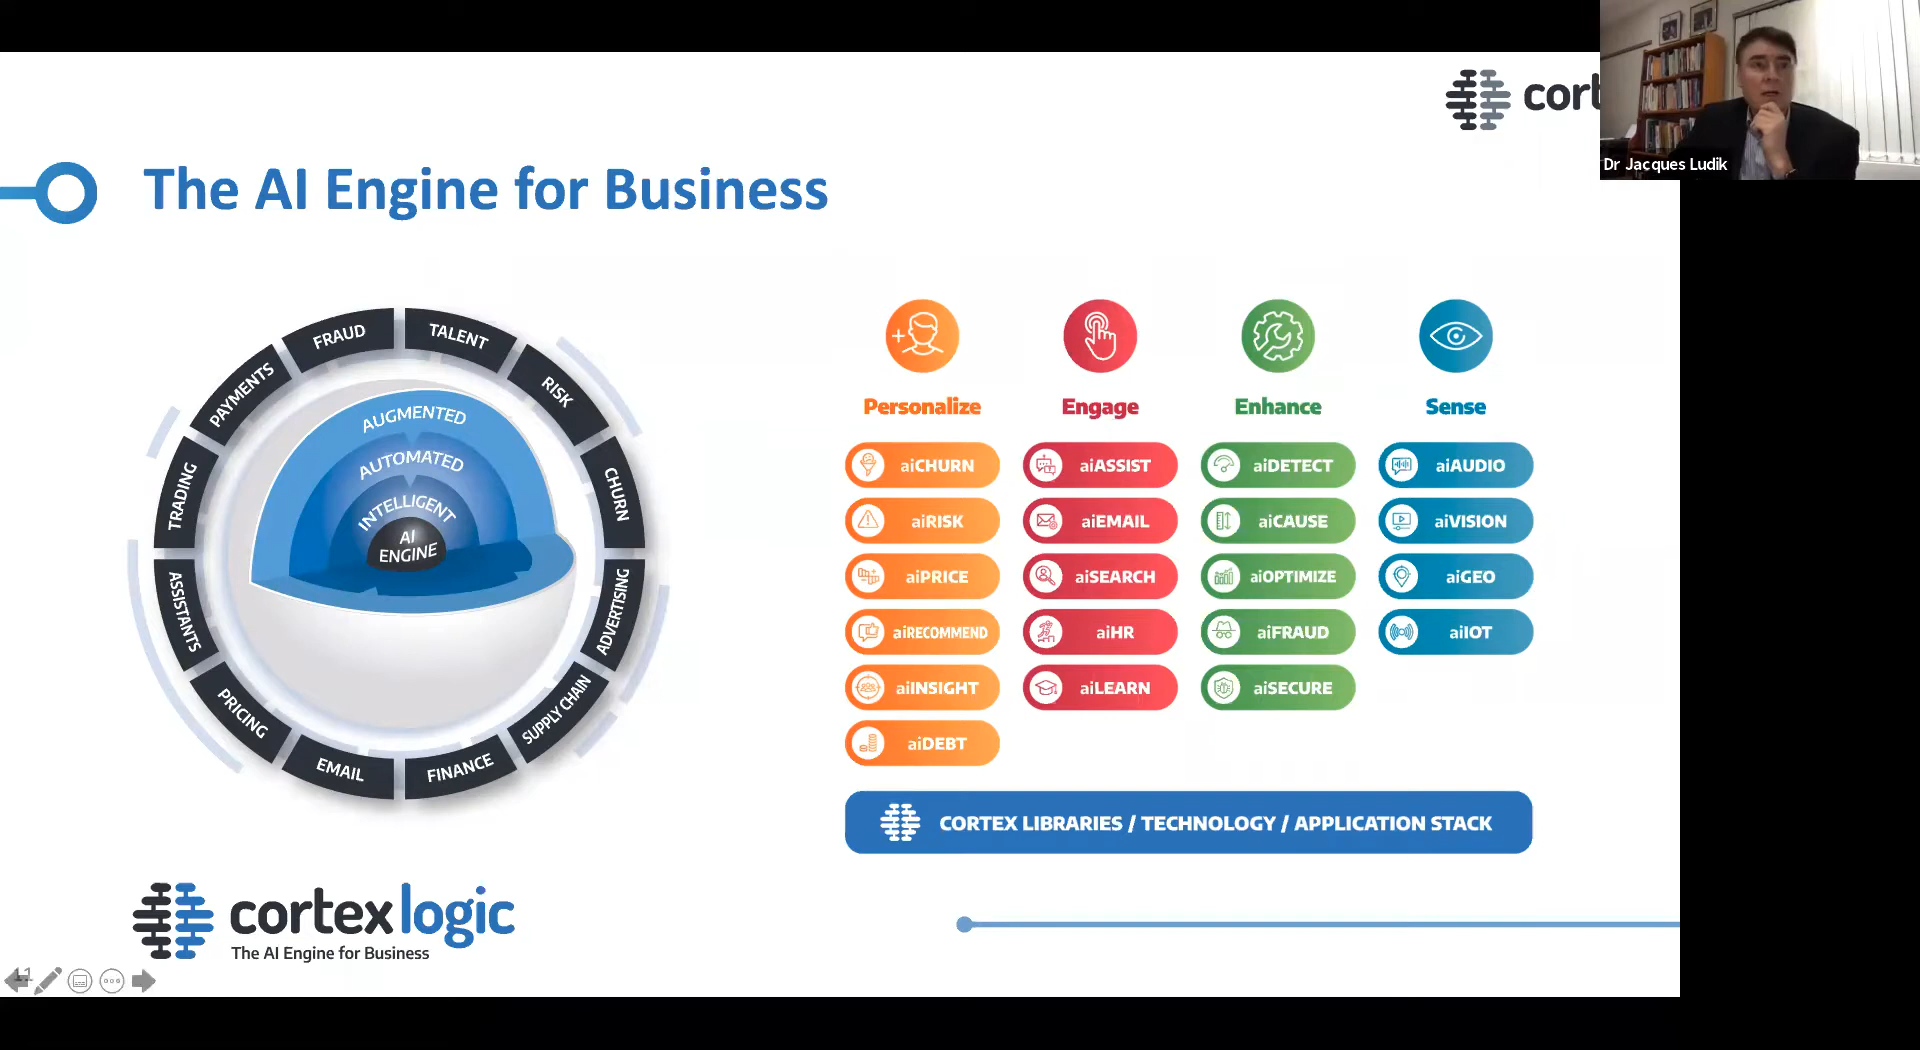 cort
Dr Jacques Ludik
The AI Engine for Business
FRAUD
TALENT
PAYMENTS
RISK
TRADING
CHURN
ASSISTANTS
ADVERTISING
PRICING
SUPPLY CHAIN
EMAIL
FINANCE
AUGMENTED
AUTOMATED
INTELLIGENT
AI
ENGINE
Personalize
aiCHURN
aiRISK
aiPRICE
aiRECOMMEND
aiINSIGHT
aiDEBT
Engage
aiASSIST
aiEMAIL
aiSEARCH
aiHR
aiLEARN
Enhance
aiDETECT
aiCAUSE
aiOPTIMIZE
aiFRAUD
aiSECURE
Sense
aiAUDIO
aiVISION
aiGEO
aiIOT
CORTEX LIBRARIES / TECHNOLOGY / APPLICATION STACK
cortexlogic
The AI Engine for Business
11